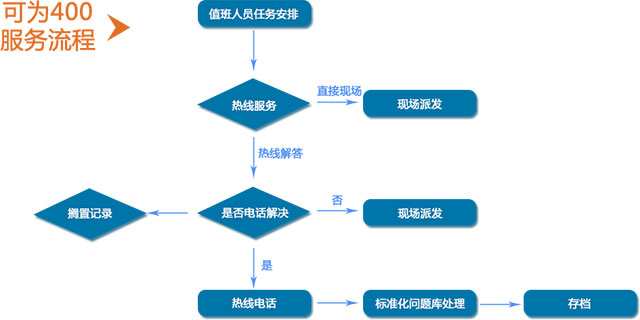 可为400
服务流程
值班人员任务安排
热线服务
直接现场
现场派发
热线解答
搁置记录
是否电话解决
否
现场派发
是
热线电话
标准化问题库处理
存档